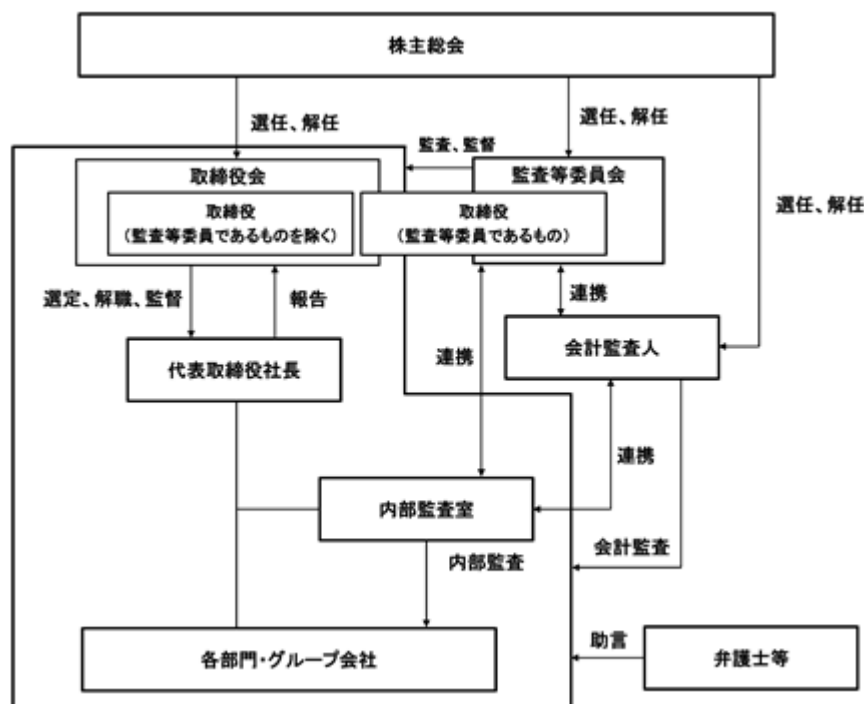 株主総会
選任、解任
選任、解任
監査、監督
取締役会
監査等委員会
取締役
(監査等委員であるものを除く)
取締役
(監査等委員であるもの)
選任、解任
選定、解職、監督
報告
連携
連携
会計監査人
代表取締役社長
連携
内部監査室
内部監査
会計監査
助言
各部門・グループ会社
弁護士等